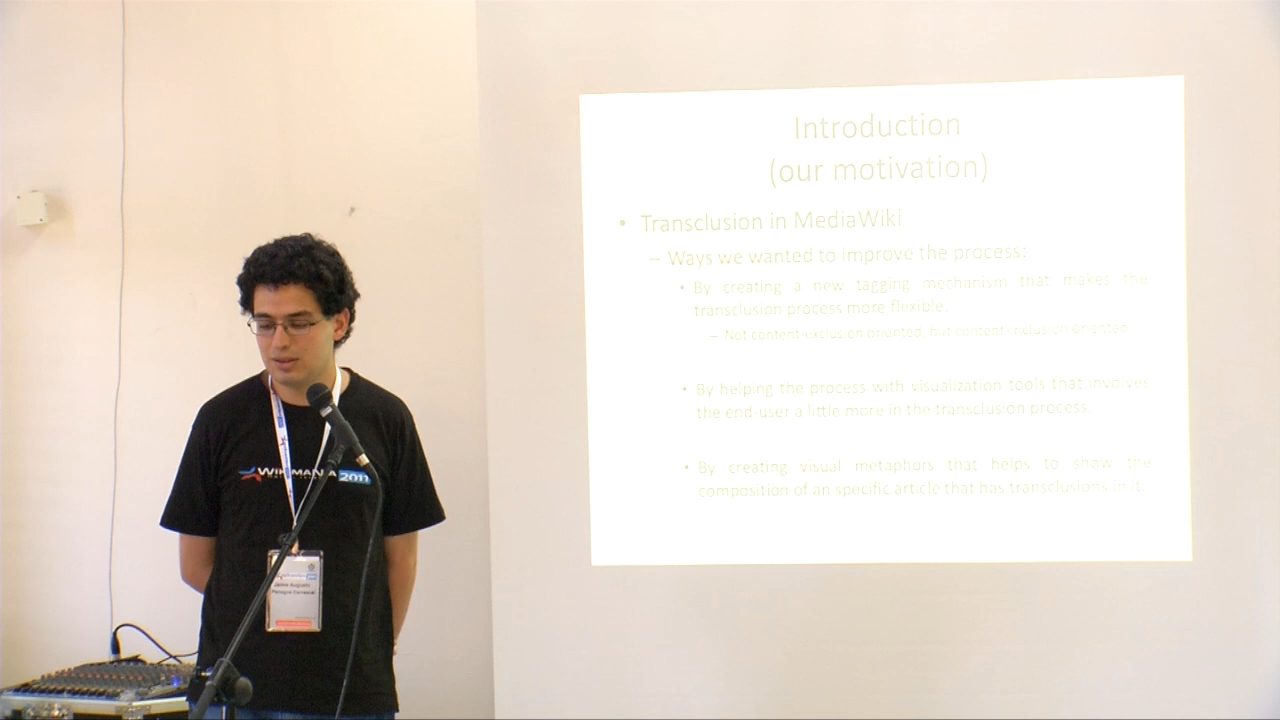 Introduction
(our motivation)
• Transclusion in MediaWiki
– Ways we wanted to improve the process:
• By creating a new tagging mechanism that makes the
transclusion process more flexible.
– Not content-exclusion oriented, but content-inclusion oriented.
• By helping the process with visualization tools that involves
the end-user a little more in the transclusion process
• By creating visual metaphors that helps to show the
composition of an specific article that has transclusions in it.
WIKIMANIA 2011
Jaime Augusto